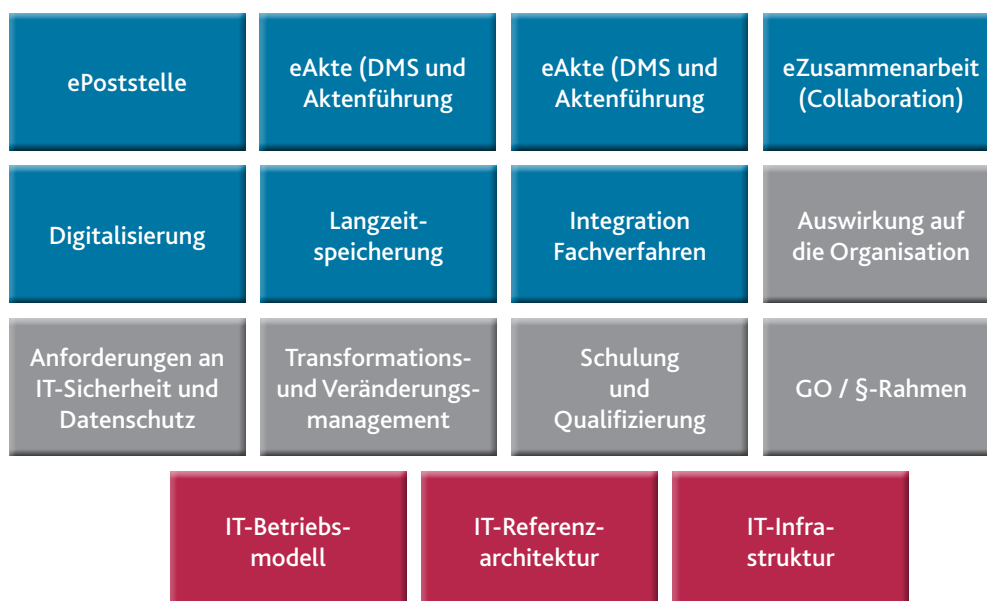 ePoststelle
eAkte (DMS und
Aktenführung
eAkte (DMS und
Aktenführung
eZusammenarbeit
(Collaboration)
Digitalisierung
Langzeit-
speicherung
Integration
Fachverfahren
Auswirkung auf
die Organisation
Anforderungen an
IT-Sicherheit und
Datenschutz
Transformations-
und Veränderungs-
management
Schulung
und
Qualifizierung
GO / §-Rahmen
IT-Betriebs-
modell
IT-Referenz-
architektur
IT-Infra-
struktur